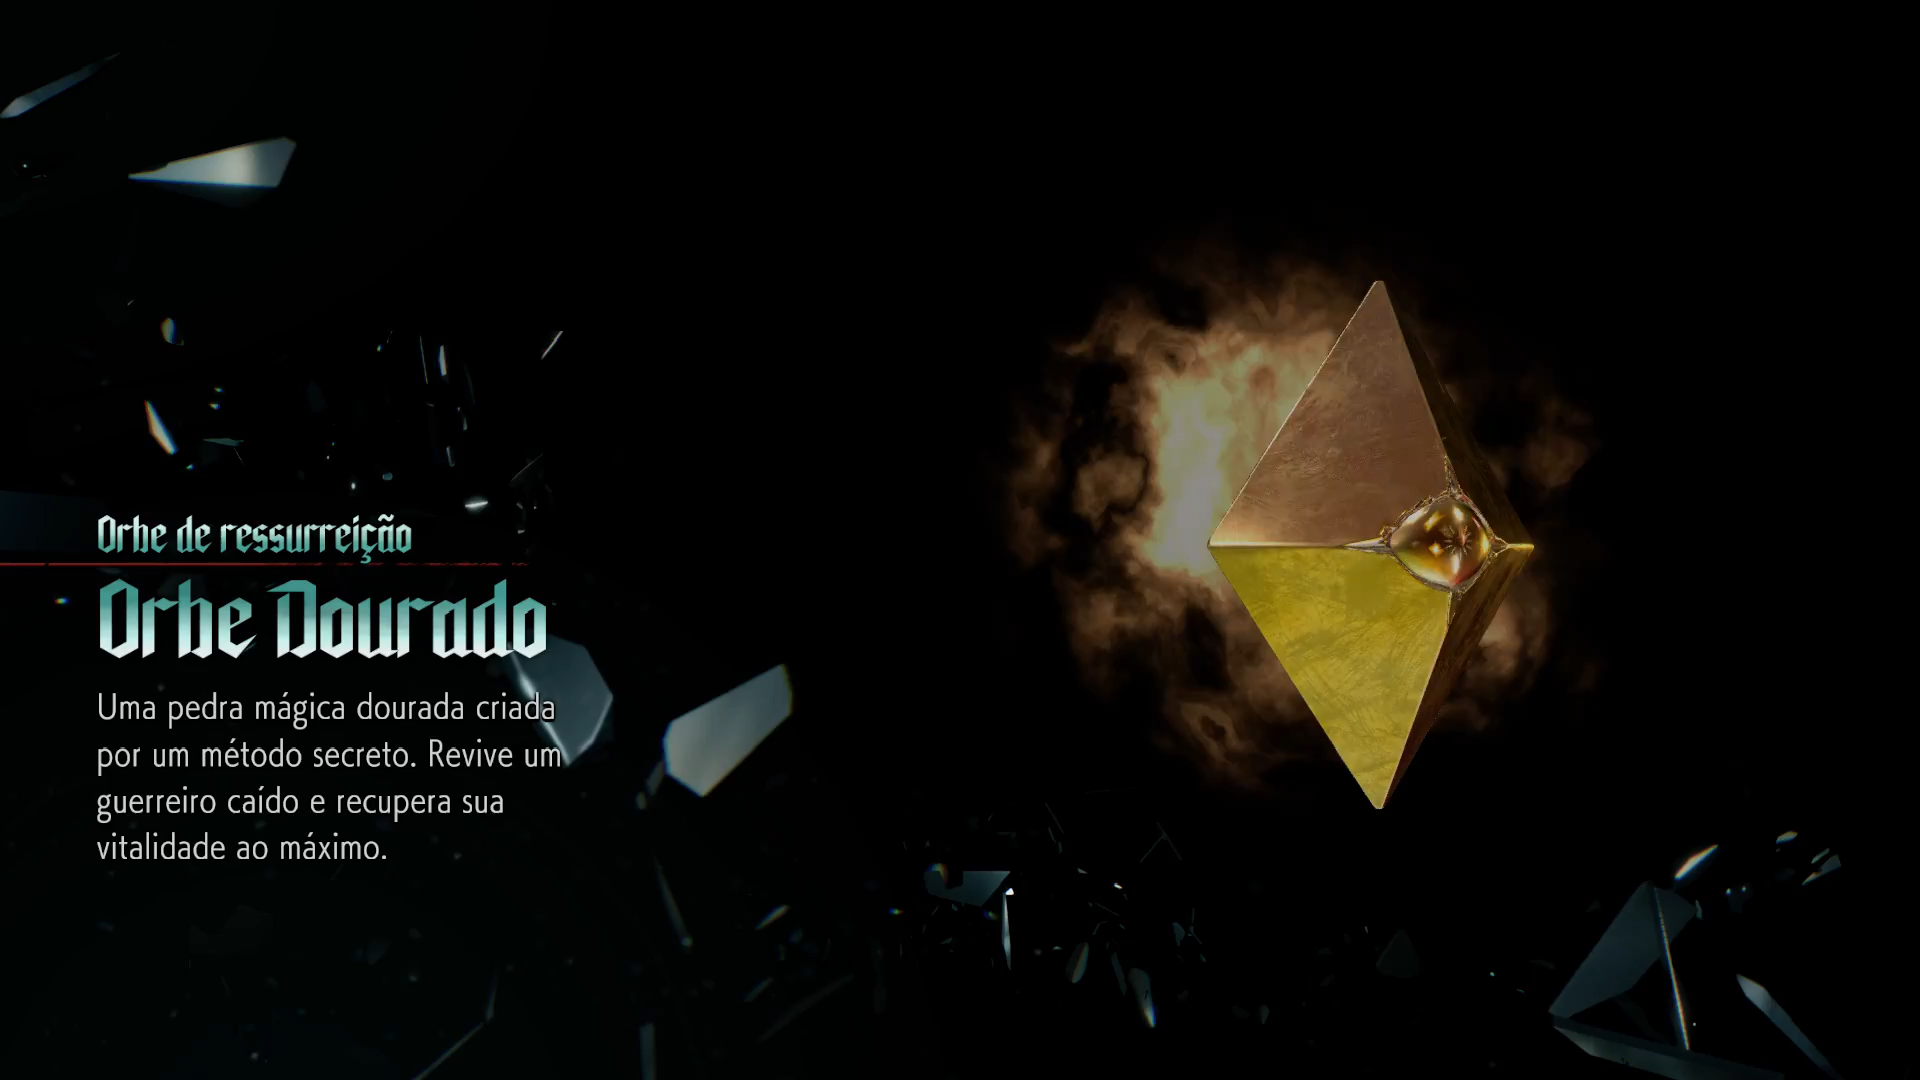 Orbe de ressurreição
Orbe Dourado
Uma pedra mágica dourada criada
por um método secreto. Revive um
guerreiro caído e recupera sua
vitalidade ao máximo.